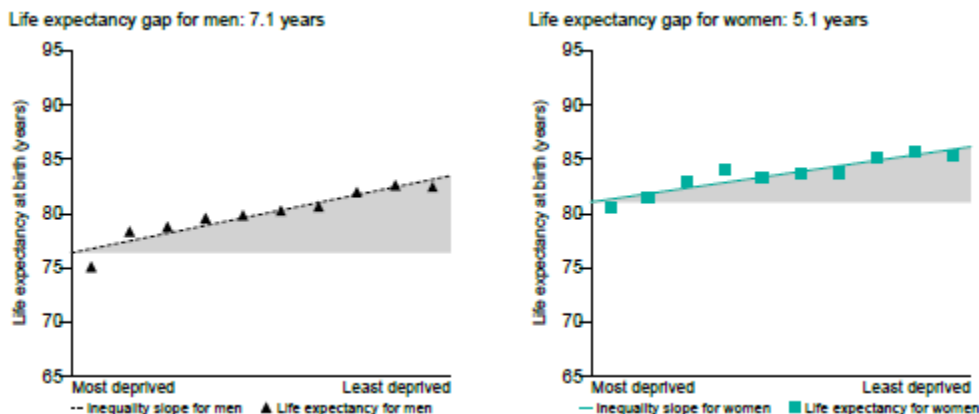 Life expectancy gap for men: 7.1 years
Life expectancy at birth (years)
95
90
85
80
75
70
65
Most deprived Least deprived
Inequality slope for men Life expectancy for men
Life expectancy gap for women: 5.1 years
Life expectancy at birth (years)
95
90
85
80
75
70
65
Most deprived Least deprived
Inequality slope for women Life expectancy for women